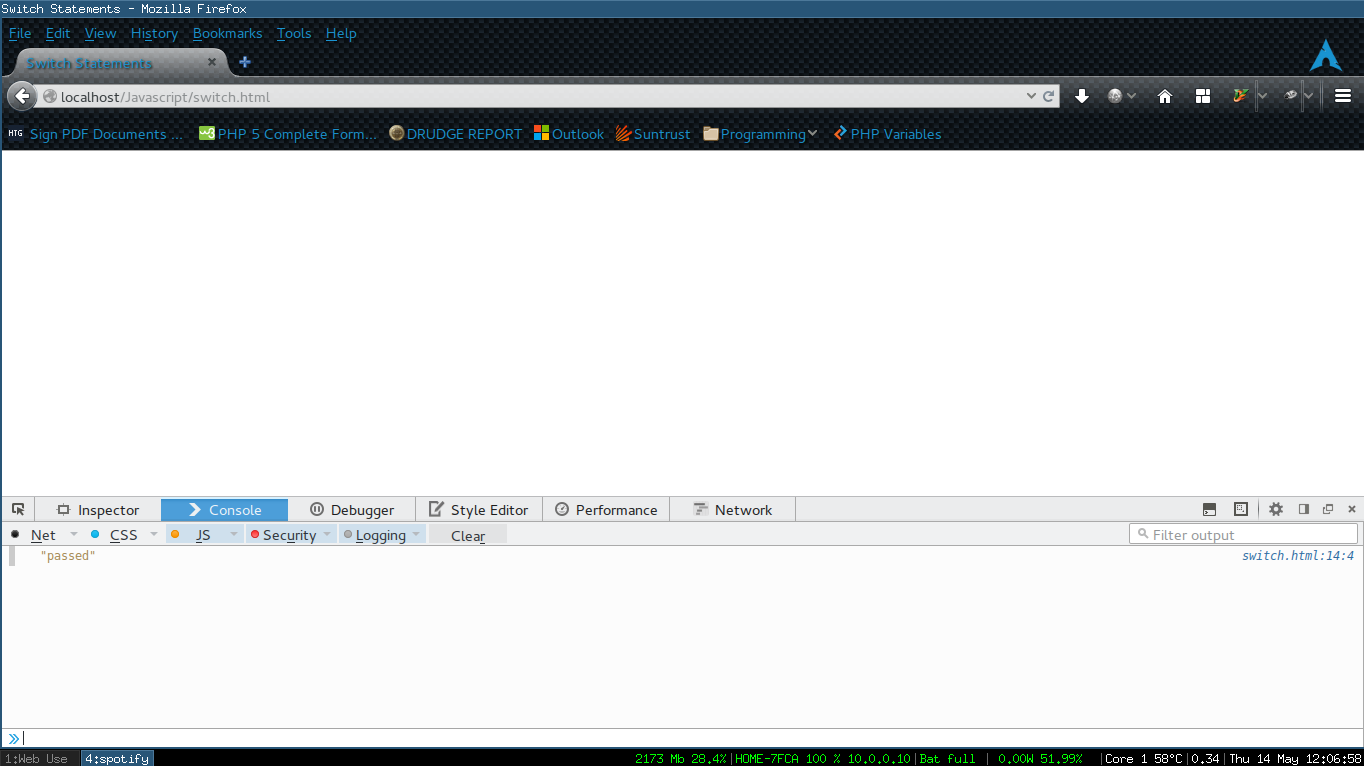 Switch Statements - Mozilla Firefox
File Edit View History Bookmarks Tools Help
Switch Statements
localhost/Javascript/switch.html
HTG Sign PDF Documents ... PHP 5 Complete Form... DRUDGE REPORT Outlook Suntrust Programming PHP Variables
Inspector Console Debugger Style Editor Performance Network
Net CSS JS Security Logging Clear Filter output
"passed" switch.html:14:4
1:Web Use 4:spotify 2173 Mb 28.4%|HOME-7FCA 100 % 10.0.0.10|Bat full | 0.00W 51.99% |Core 1 58°C|0.34|Thu 14 May 12:06:58